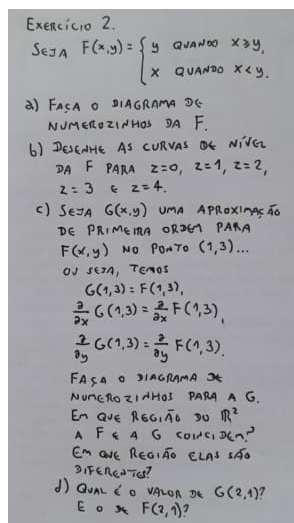 EXERCÍCIO 2.
SEJA F(x,y) = { y QUANDO x⩾y,
x QUANDO x<y.
a) FAÇA O DIAGRAMA DE
NUMEROZINHOS DA F.
b) DESENHE AS CURVAS DE NÍVEL
DA F PARA z=0, z=1, z=2,
z=3 E z=4.
c) SEJA G(x,y) UMA APROXIMAÇÃO
DE PRIMEIRA ORDEM PARA
F(x,y) NO PONTO (1,3)...
OU SEJA, TEMOS
G(1,3) = F(1,3),
∂/∂x G(1,3) = ∂/∂x F(1,3),
∂/∂y G(1,3) = ∂/∂y F(1,3).
FAÇA O DIAGRAMA DE
NUMEROZINHOS PARA A G.
EM QUE REGIÃO DO ℝ²
A F E A G COINCIDEM?
EM QUE REGIÃO ELAS SÃO
DIFERENTES?
d) QUAL É O VALOR DE G(2,1)?
E O DE F(2,1)?